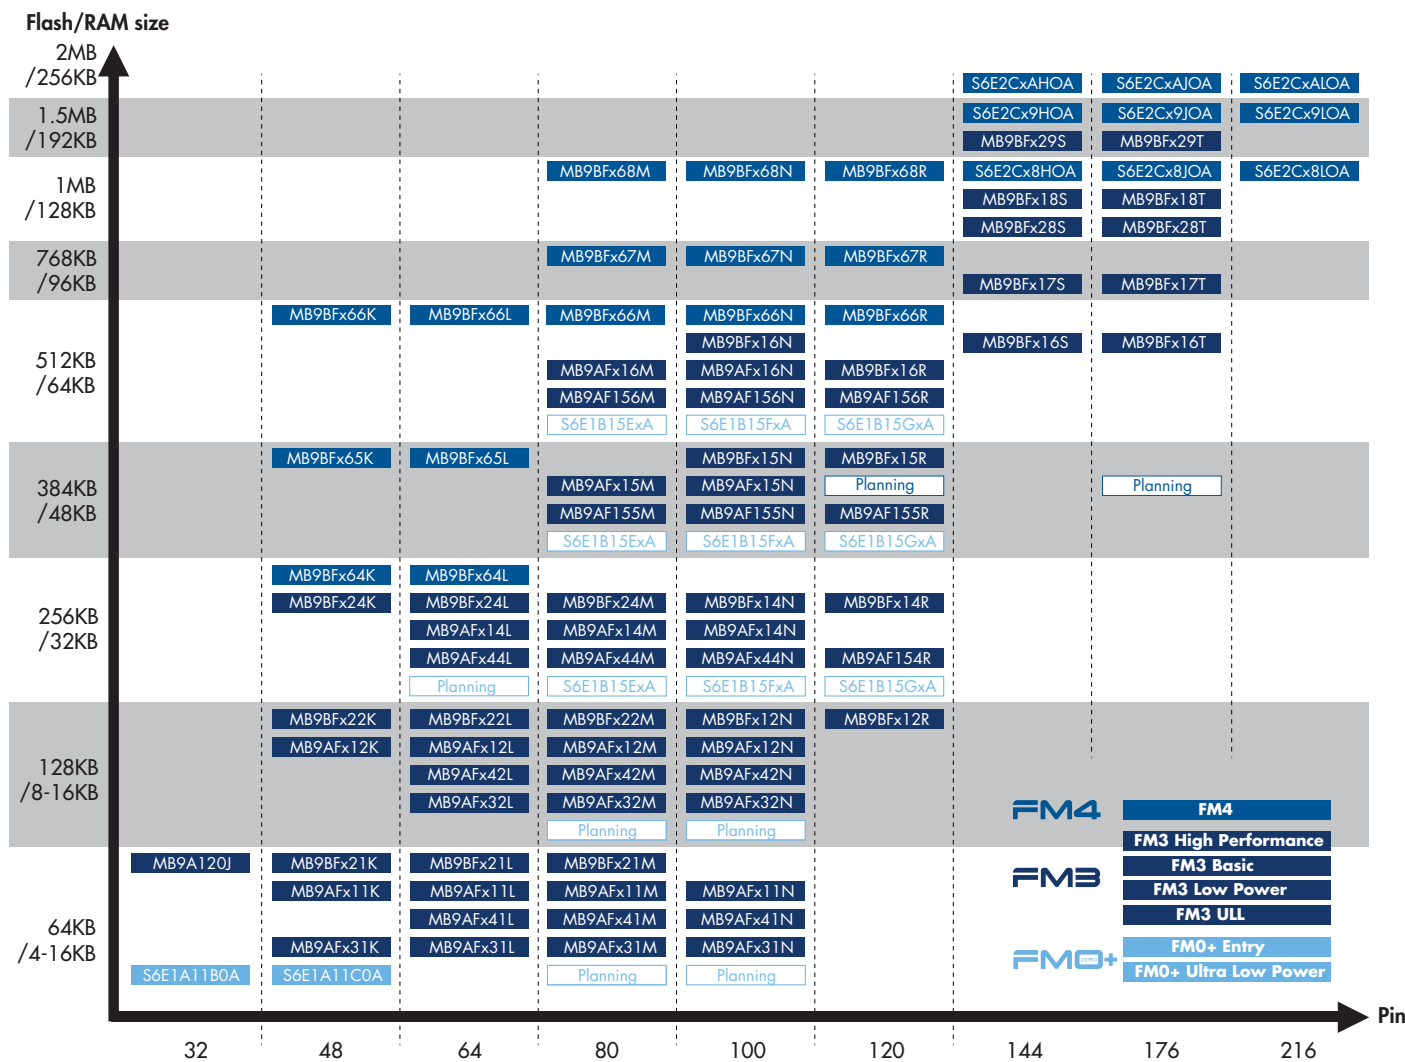 Flash/RAM size
2MB
/256KB
S6E2CxAHOA S6E2CxAJOA S6E2CxALOA
1.5MB
/192KB
S6E2Cx9HOA S6E2Cx9JOA S6E2Cx9LOA
MB9BFx29S MB9BFx29T
1MB
/128KB
MB9BFx68M MB9BFx68N MB9BFx68R S6E2Cx8HOA S6E2Cx8JOA S6E2Cx8LOA
MB9BFx18S MB9BFx18T
MB9BFx28S MB9BFx28T
768KB
/96KB
MB9BFx67M MB9BFx67N MB9BFx67R
MB9BFx17S MB9BFx17T
512KB
/64KB
MB9BFx66K MB9BFx66L MB9BFx66M MB9BFx66N MB9BFx66R
MB9BFx16N MB9BFx16S MB9BFx16T
MB9AFx16M MB9AFx16N MB9BFx16R
MB9AF156M MB9AF156N MB9AF156R
S6E1B15ExA S6E1B15FxA S6E1B15GxA
384KB
/48KB
MB9BFx65K MB9BFx65L MB9BFx15N MB9BFx15R
MB9AFx15M MB9AFx15N Planning Planning
MB9AF155M MB9AF155N MB9AF155R
S6E1B15ExA S6E1B15FxA S6E1B15GxA
256KB
/32KB
MB9BFx64K MB9BFx64L
MB9BFx24K MB9BFx24L MB9BFx24M MB9BFx14N MB9BFx14R
MB9AFx14L MB9AFx14M MB9AFx14N
MB9AFx44L MB9AFx44M MB9AFx44N MB9AF154R
Planning S6E1B15ExA S6E1B15FxA S6E1B15GxA
128KB
/8-16KB
MB9BFx22K MB9BFx22L MB9BFx22M MB9BFx12N MB9BFx12R
MB9AFx12K MB9AFx12L MB9AFx12M MB9AFx12N
MB9AFx42L MB9AFx42M MB9AFx42N
MB9AFx32L MB9AFx32M MB9AFx32N
Planning Planning
64KB
/4-16KB
MB9A120J MB9BFx21K MB9BFx21L MB9BFx21M
MB9AFx11K MB9AFx11L MB9AFx11M MB9AFx11N
MB9AFx41L MB9AFx41M MB9AFx41N
MB9AFx31K MB9AFx31L MB9AFx31M MB9AFx31N
S6E1A11B0A S6E1A11C0A Planning Planning
FM4 FM4
FM3 High Performance
FM3 FM3 Basic
FM3 Low Power
FM3 ULL
FM0+ ZERO FM0+ Entry
FM0+ Ultra Low Power
Pin
32 48 64 80 100 120 144 176 216